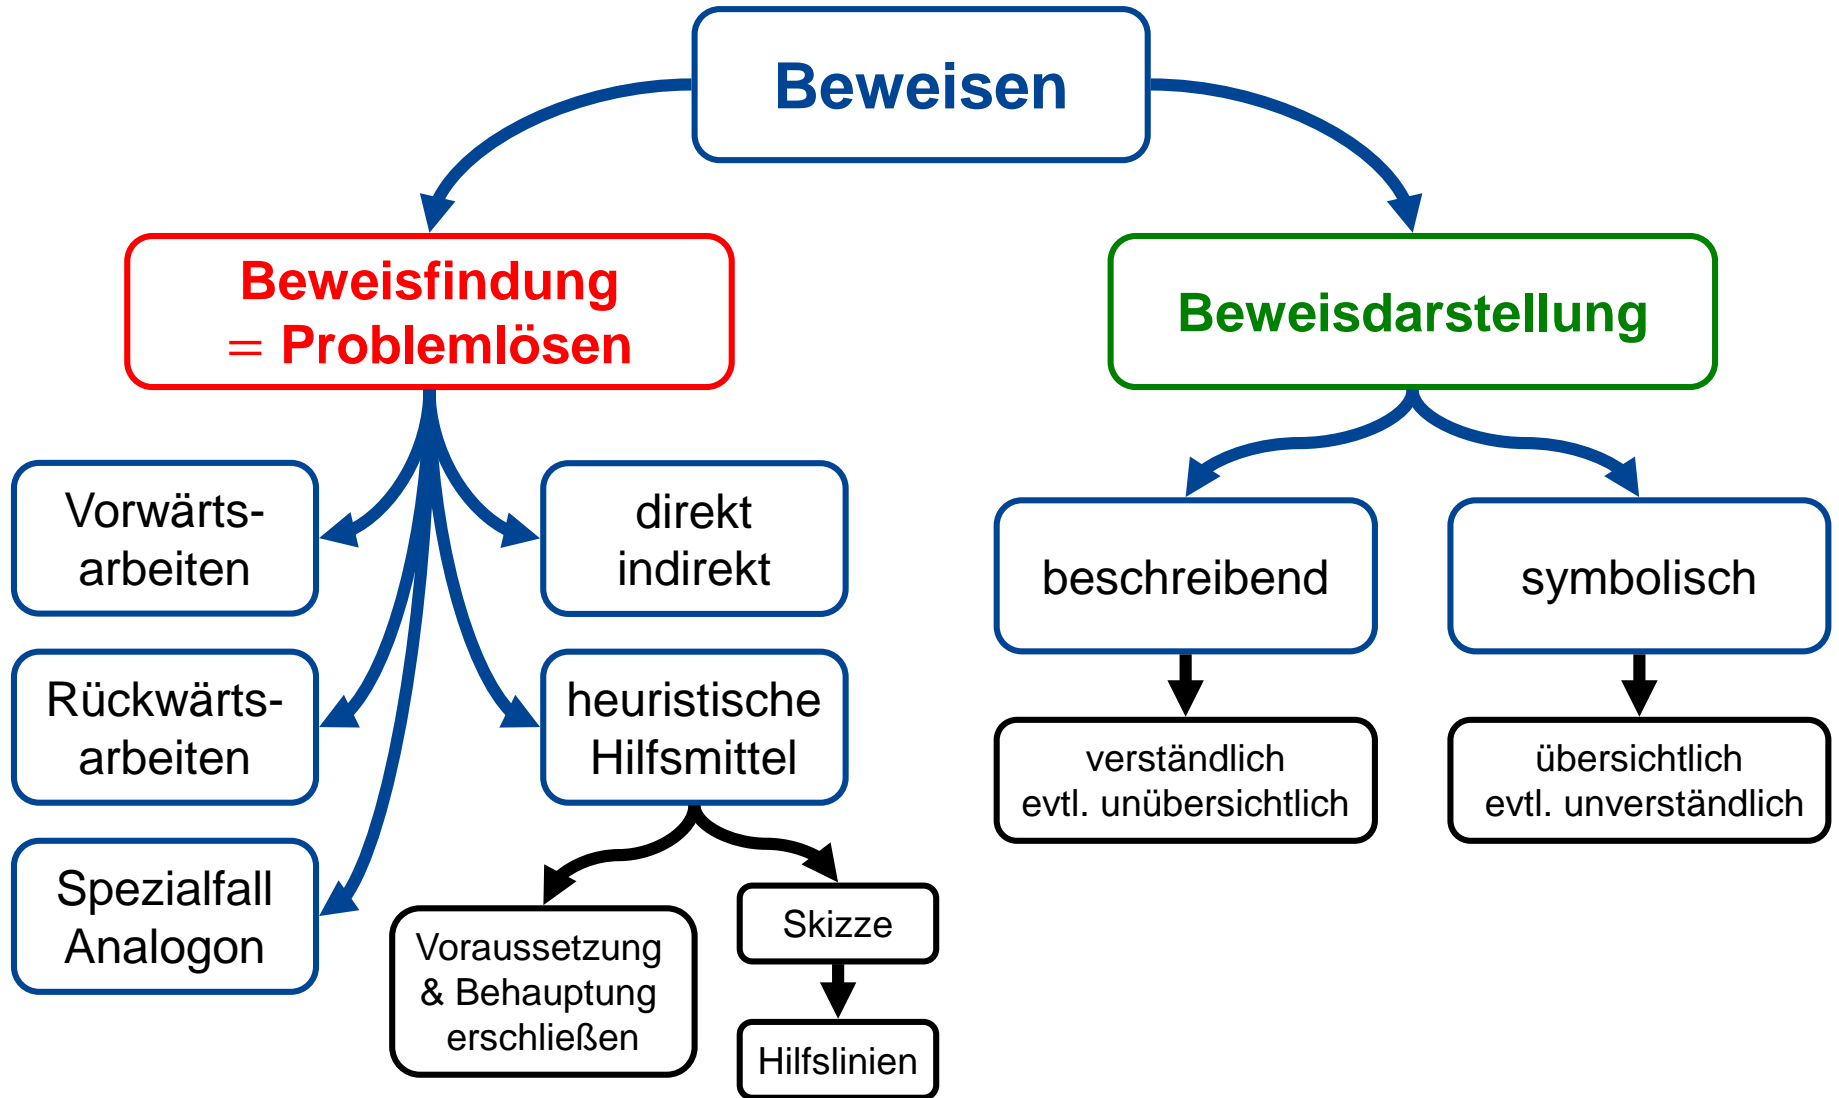 Beweisen
Beweisfindung
= Problemlösen
Beweisdarstellung
Vorwärts-
arbeiten
direkt
indirekt
beschreibend
symbolisch
Rückwärts-
arbeiten
heuristische
Hilfsmittel
verständlich
evtl. unübersichtlich
übersichtlich
evtl. unverständlich
Spezialfall
Analogon
Voraussetzung
& Behauptung
erschließen
Skizze
Hilfslinien